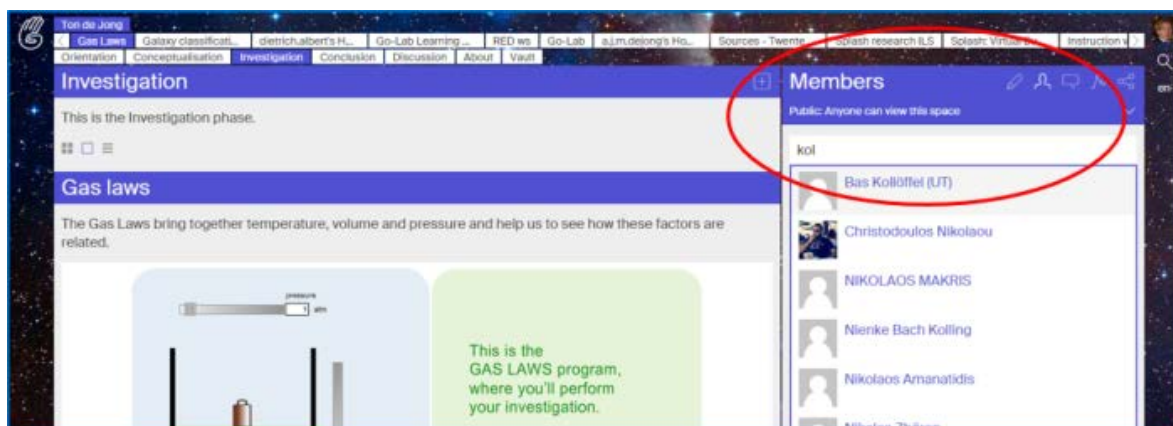 Ton de Jong
Gas Laws Galaxy classificati... dietrich.albert's H... Go-Lab Learning ... RED ws Go-Lab a.j.m.dejong's Ho... Sources - Twente Splash research ILS Splash: Virtual Instruction
Orientation Conceptualisation Investigation Conclusion Discussion About Vault
Investigation
This is the Investigation phase.
Gas laws
The Gas Laws bring together temperature, volume and pressure and help us to see how these factors are
related.
pressure
1 atm
This is the
GAS LAWS program,
where you'll perform
your investigation.
Members
en
Public: Anyone can view this space
kol
Bas Kollöffel (UT)
Christodoulos Nikolaou
NIKOLAOS MAKRIS
Nienke Bach Kolling
Nikolaos Amanatidis